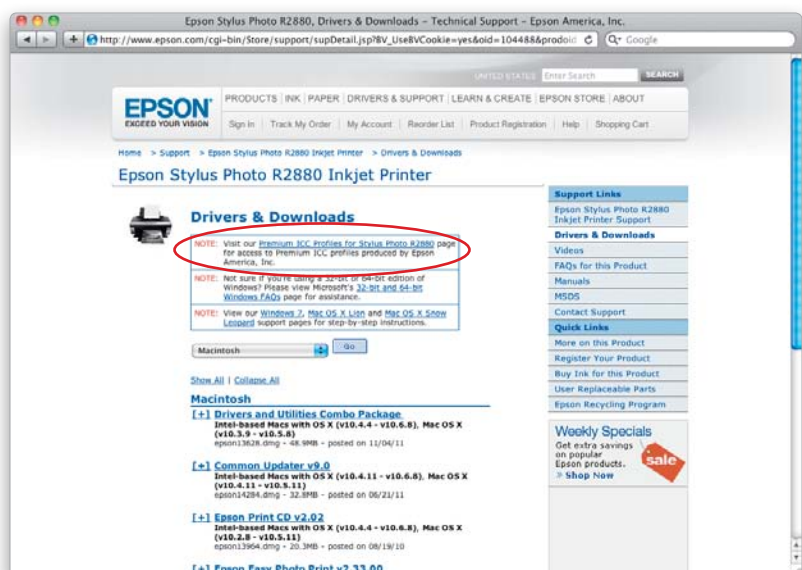 Epson Stylus Photo R2880, Drivers & Downloads – Technical Support – Epson America, Inc.
http://www.epson.com/cgi-bin/Store/support/supDetail.jsp?BV_UseBVCookie=yes&oid=104488&prodoid
Google
UNITED STATES Enter Search SEARCH
EPSON
EXCEED YOUR VISION
PRODUCTS | INK | PAPER | DRIVERS & SUPPORT | LEARN & CREATE | EPSON STORE | ABOUT
Sign In | Track My Order | My Account | Reorder List | Product Registration | Help | Shopping Cart
Home > Support > Epson Stylus Photo R2880 Inkjet Printer > Drivers & Downloads
Epson Stylus Photo R2880 Inkjet Printer
Drivers & Downloads
NOTE: Visit our Premium ICC Profiles for Stylus Photo R2880 page
for access to Premium ICC profiles produced by Epson
America, Inc.
NOTE: Not sure if you're using a 32-bit or 64-bit edition of
Windows? Please view Microsoft's 32-bit and 64-bit
Windows FAQs page for assistance.
NOTE: View our Windows 7, Mac OS X Lion and Mac OS X Snow
Leopard support pages for step-by-step instructions.
Macintosh Go
Show All | Collapse All
Macintosh
[+] Drivers and Utilities Combo Package
Intel-based Macs with OS X (v10.4.4 - v10.6.8), Mac OS X
(v10.3.9 - v10.5.8)
epson13628.dmg - 48.9MB - posted on 11/04/11
[+] Common Updater v9.0
Intel-based Macs with OS X (v10.4.11 - v10.6.8), Mac OS X
(v10.4.11 - v10.5.11)
epson14284.dmg - 32.8MB - posted on 06/21/11
[+] Epson Print CD v2.02
Intel-based Macs with OS X (v10.4.4 - v10.6.8), Mac OS X
(v10.2.8 - v10.5.11)
epson13964.dmg - 20.3MB - posted on 08/19/10
[+] Epson Easy Photo Print v2.33.00
Support Links
Epson Stylus Photo R2880
Inkjet Printer Support
Drivers & Downloads
Videos
FAQs for this Product
Manuals
MSDS
Contact Support
Quick Links
More on this Product
Register Your Product
Buy Ink for this Product
User Replaceable Parts
Epson Recycling Program
Weekly Specials
Get extra savings
on popular
Epson products.
» Shop Now
sale